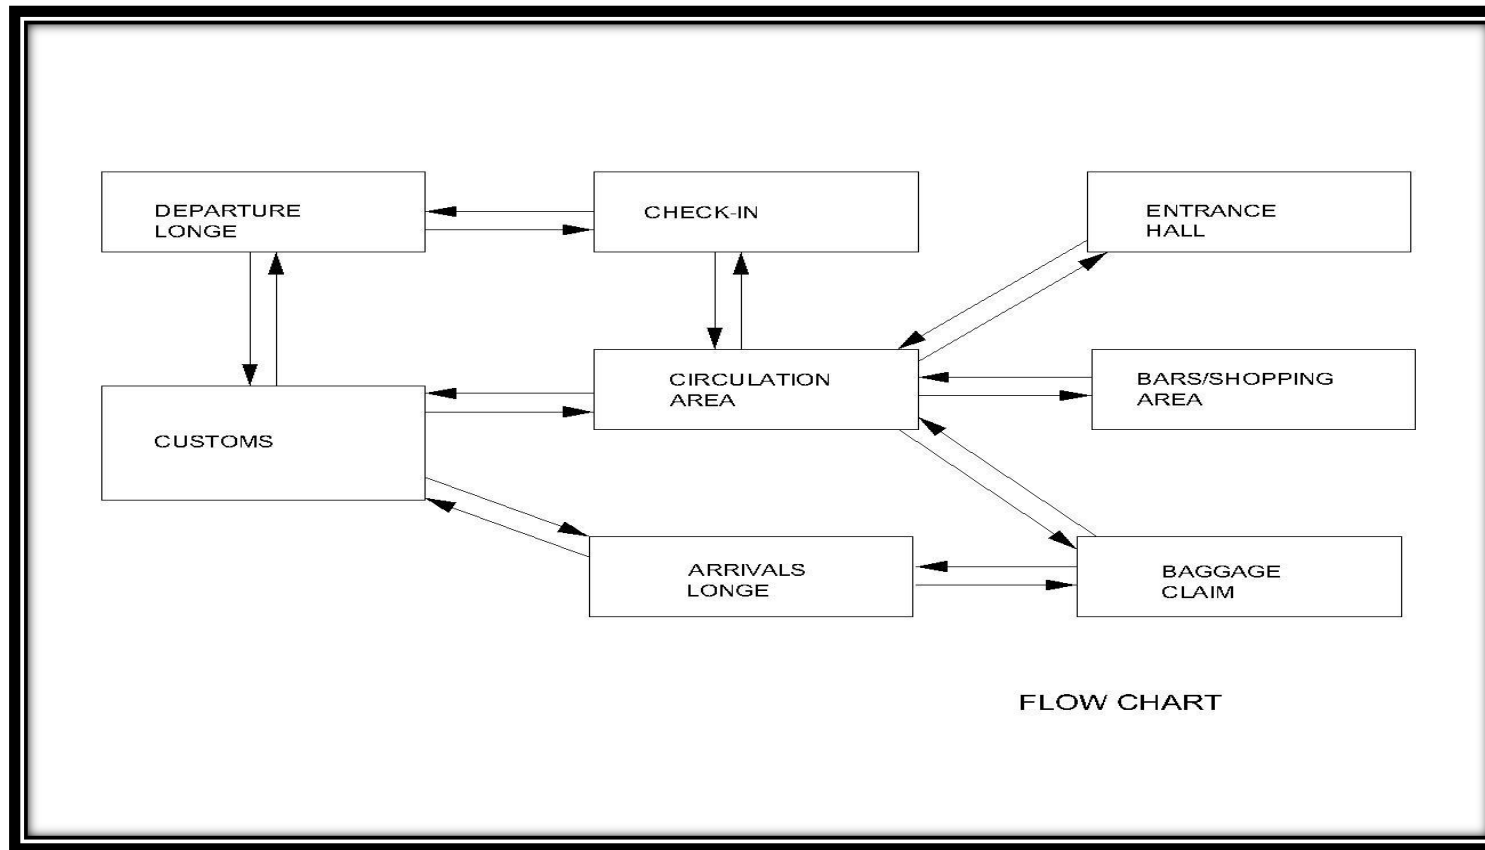 DEPARTURE
LONGE
CHECK-IN
ENTRANCE
HALL
CIRCULATION
AREA
BARS/SHOPPING
AREA
CUSTOMS
ARRIVALS
LONGE
BAGGAGE
CLAIM
FLOW CHART